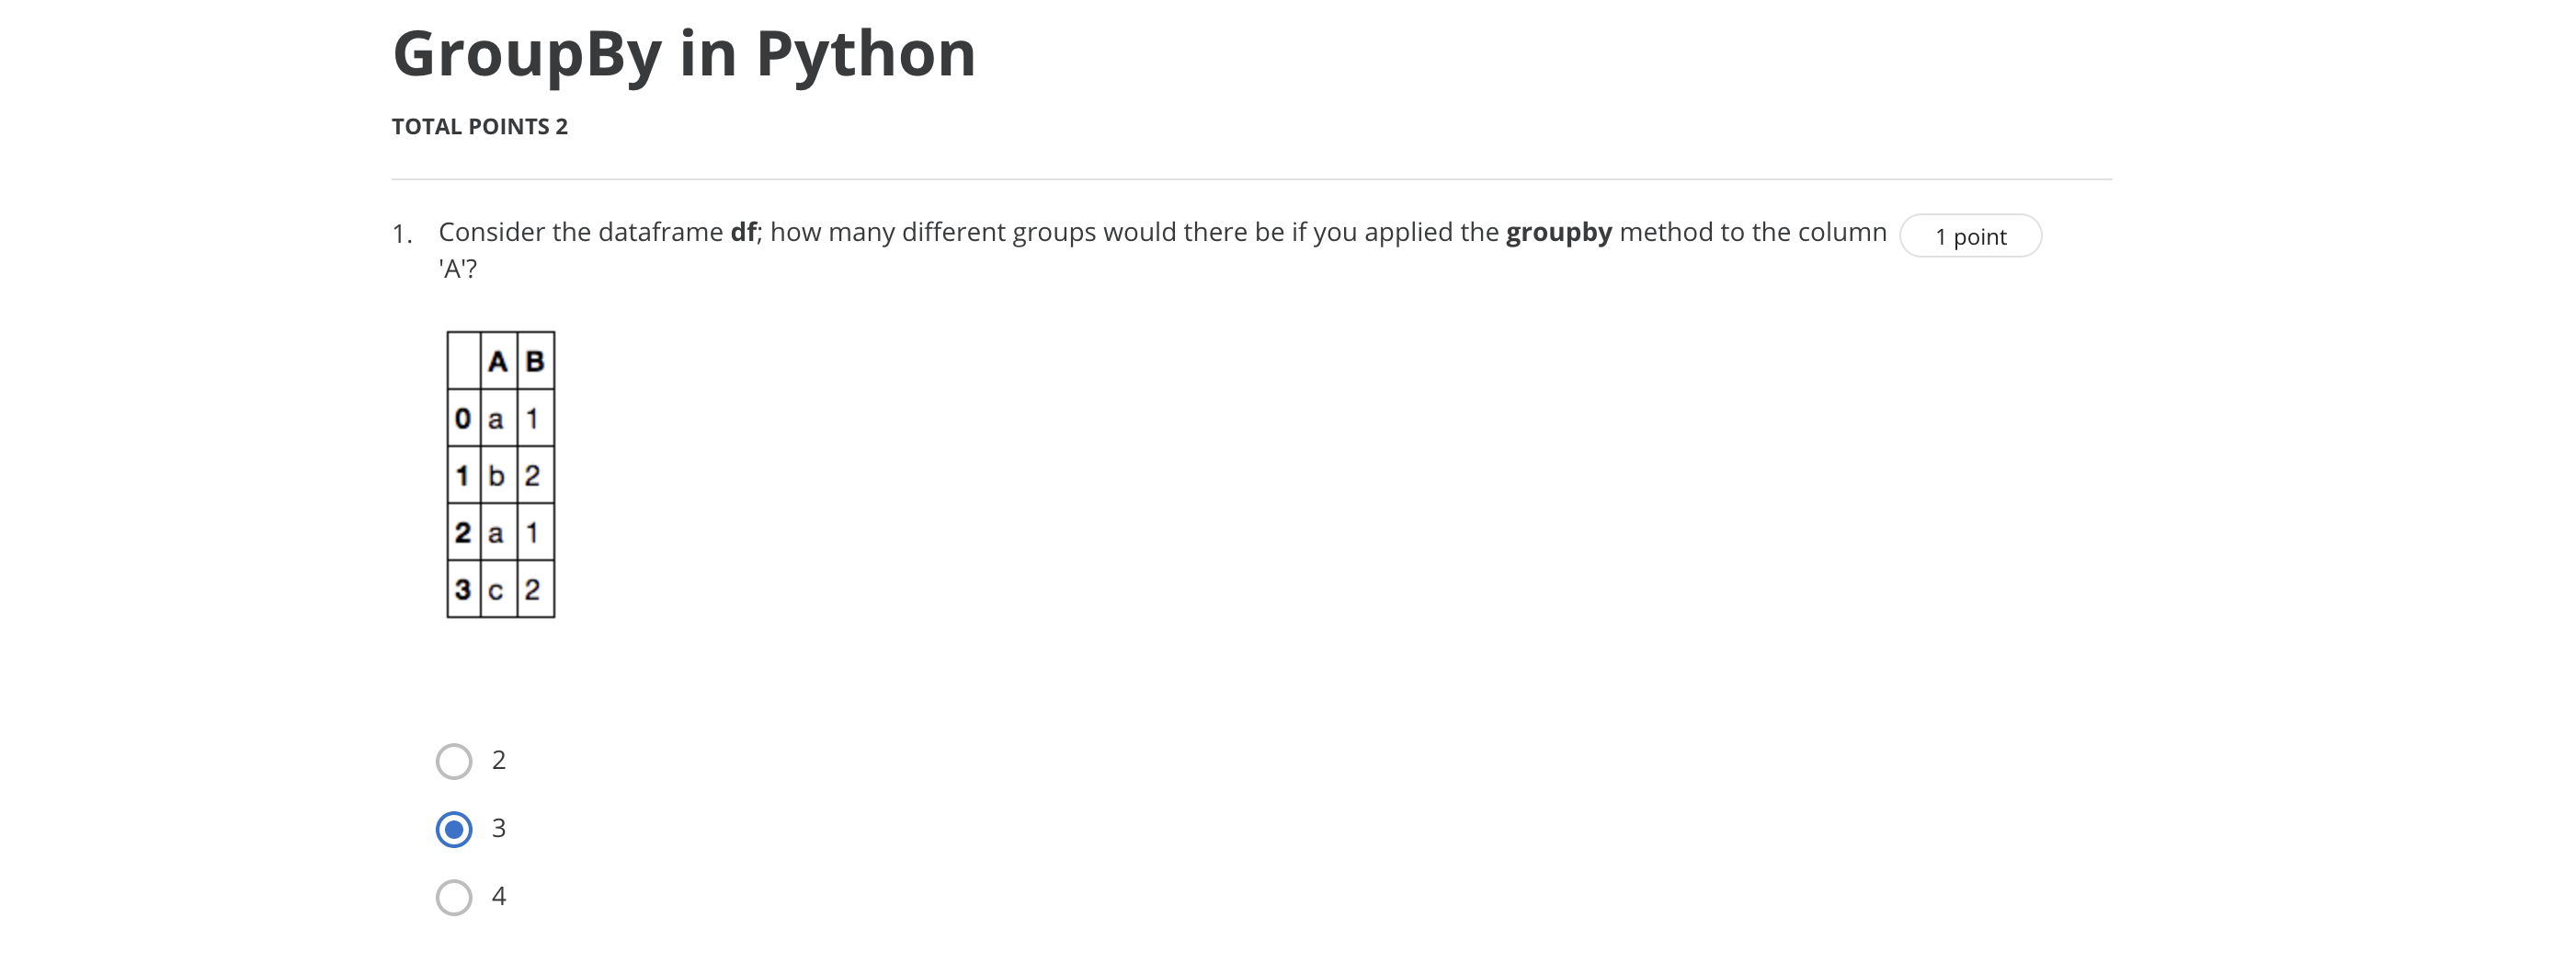 GroupBy in Python
TOTAL POINTS 2
1. Consider the dataframe df; how many different groups would there be if you applied the groupby method to the column 1 point
'A'?
A B
0 a 1
1 b 2
2 a 1
3 c 2
2
3
4